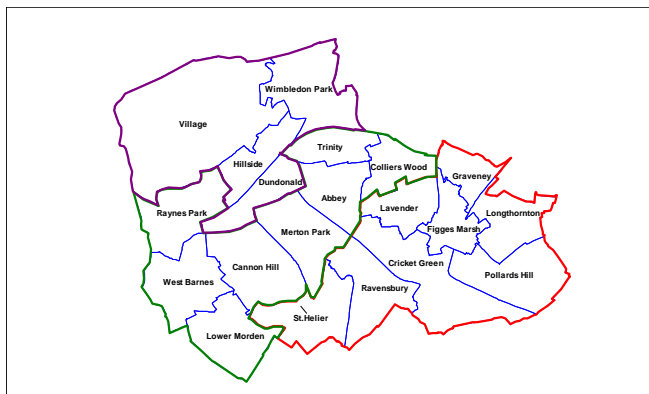 Wimbledon Park
Village
Trinity
Hillside
Colliers Wood
Graveney
Dundonald
Abbey
Raynes Park
Lavender
Longthornton
Figges Marsh
Merton Park
Cannon Hill
Cricket Green
Pollards Hill
West Barnes
Ravensbury
St.Helier
Lower Morden